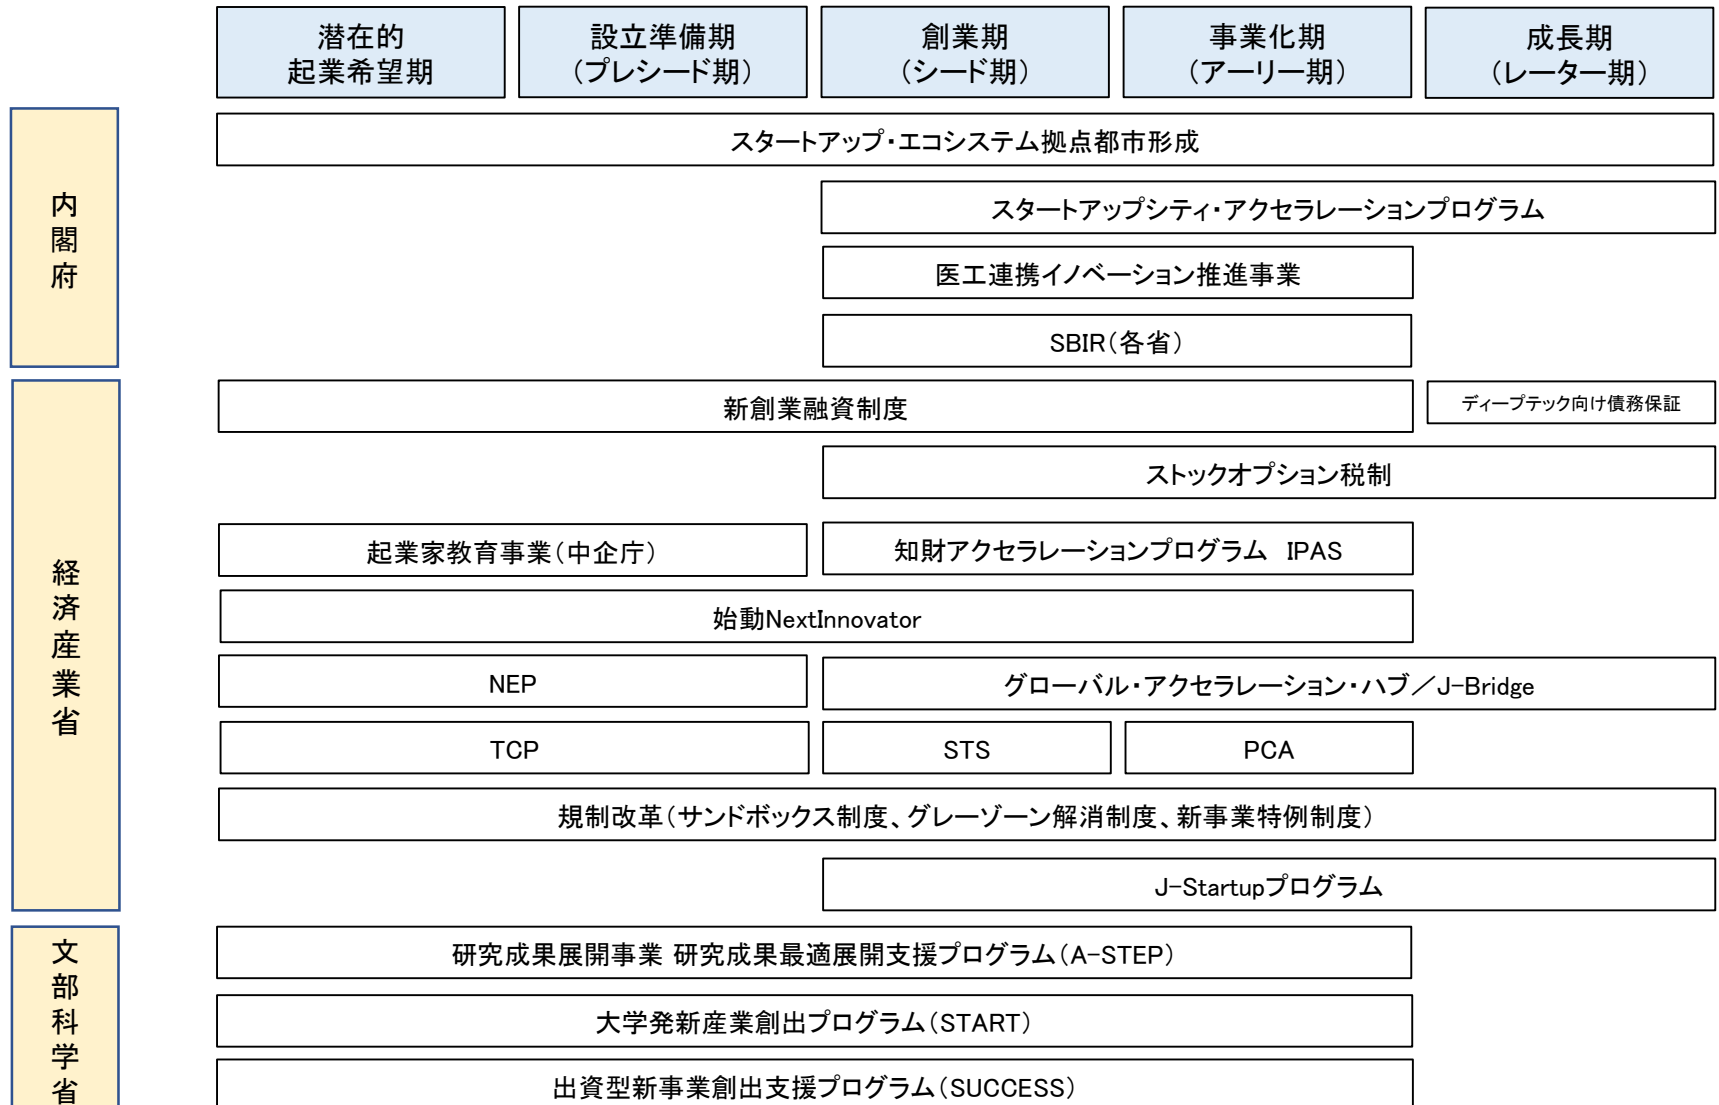 潜在的
起業希望期
設立準備期
（プレシード期）
創業期
（シード期）
事業化期
（アーリー期）
成長期
（レーター期）
内閣府
スタートアップ・エコシステム拠点都市形成
スタートアップシティ・アクセラレーションプログラム
医工連携イノベーション推進事業
SBIR（各省）
経済産業省
新創業融資制度
ディープテック向け債務保証
ストックオプション税制
起業家教育事業（中企庁）
知財アクセラレーションプログラム　IPAS
始動NextInnovator
NEP
グローバル・アクセラレーション・ハブ／J-Bridge
TCP
STS
PCA
規制改革（サンドボックス制度、グレーゾーン解消制度、新事業特例制度）
J-Startupプログラム
文部科学省
研究成果展開事業 研究成果最適展開支援プログラム（A-STEP）
大学発新産業創出プログラム（START）
出資型新事業創出支援プログラム（SUCCESS）